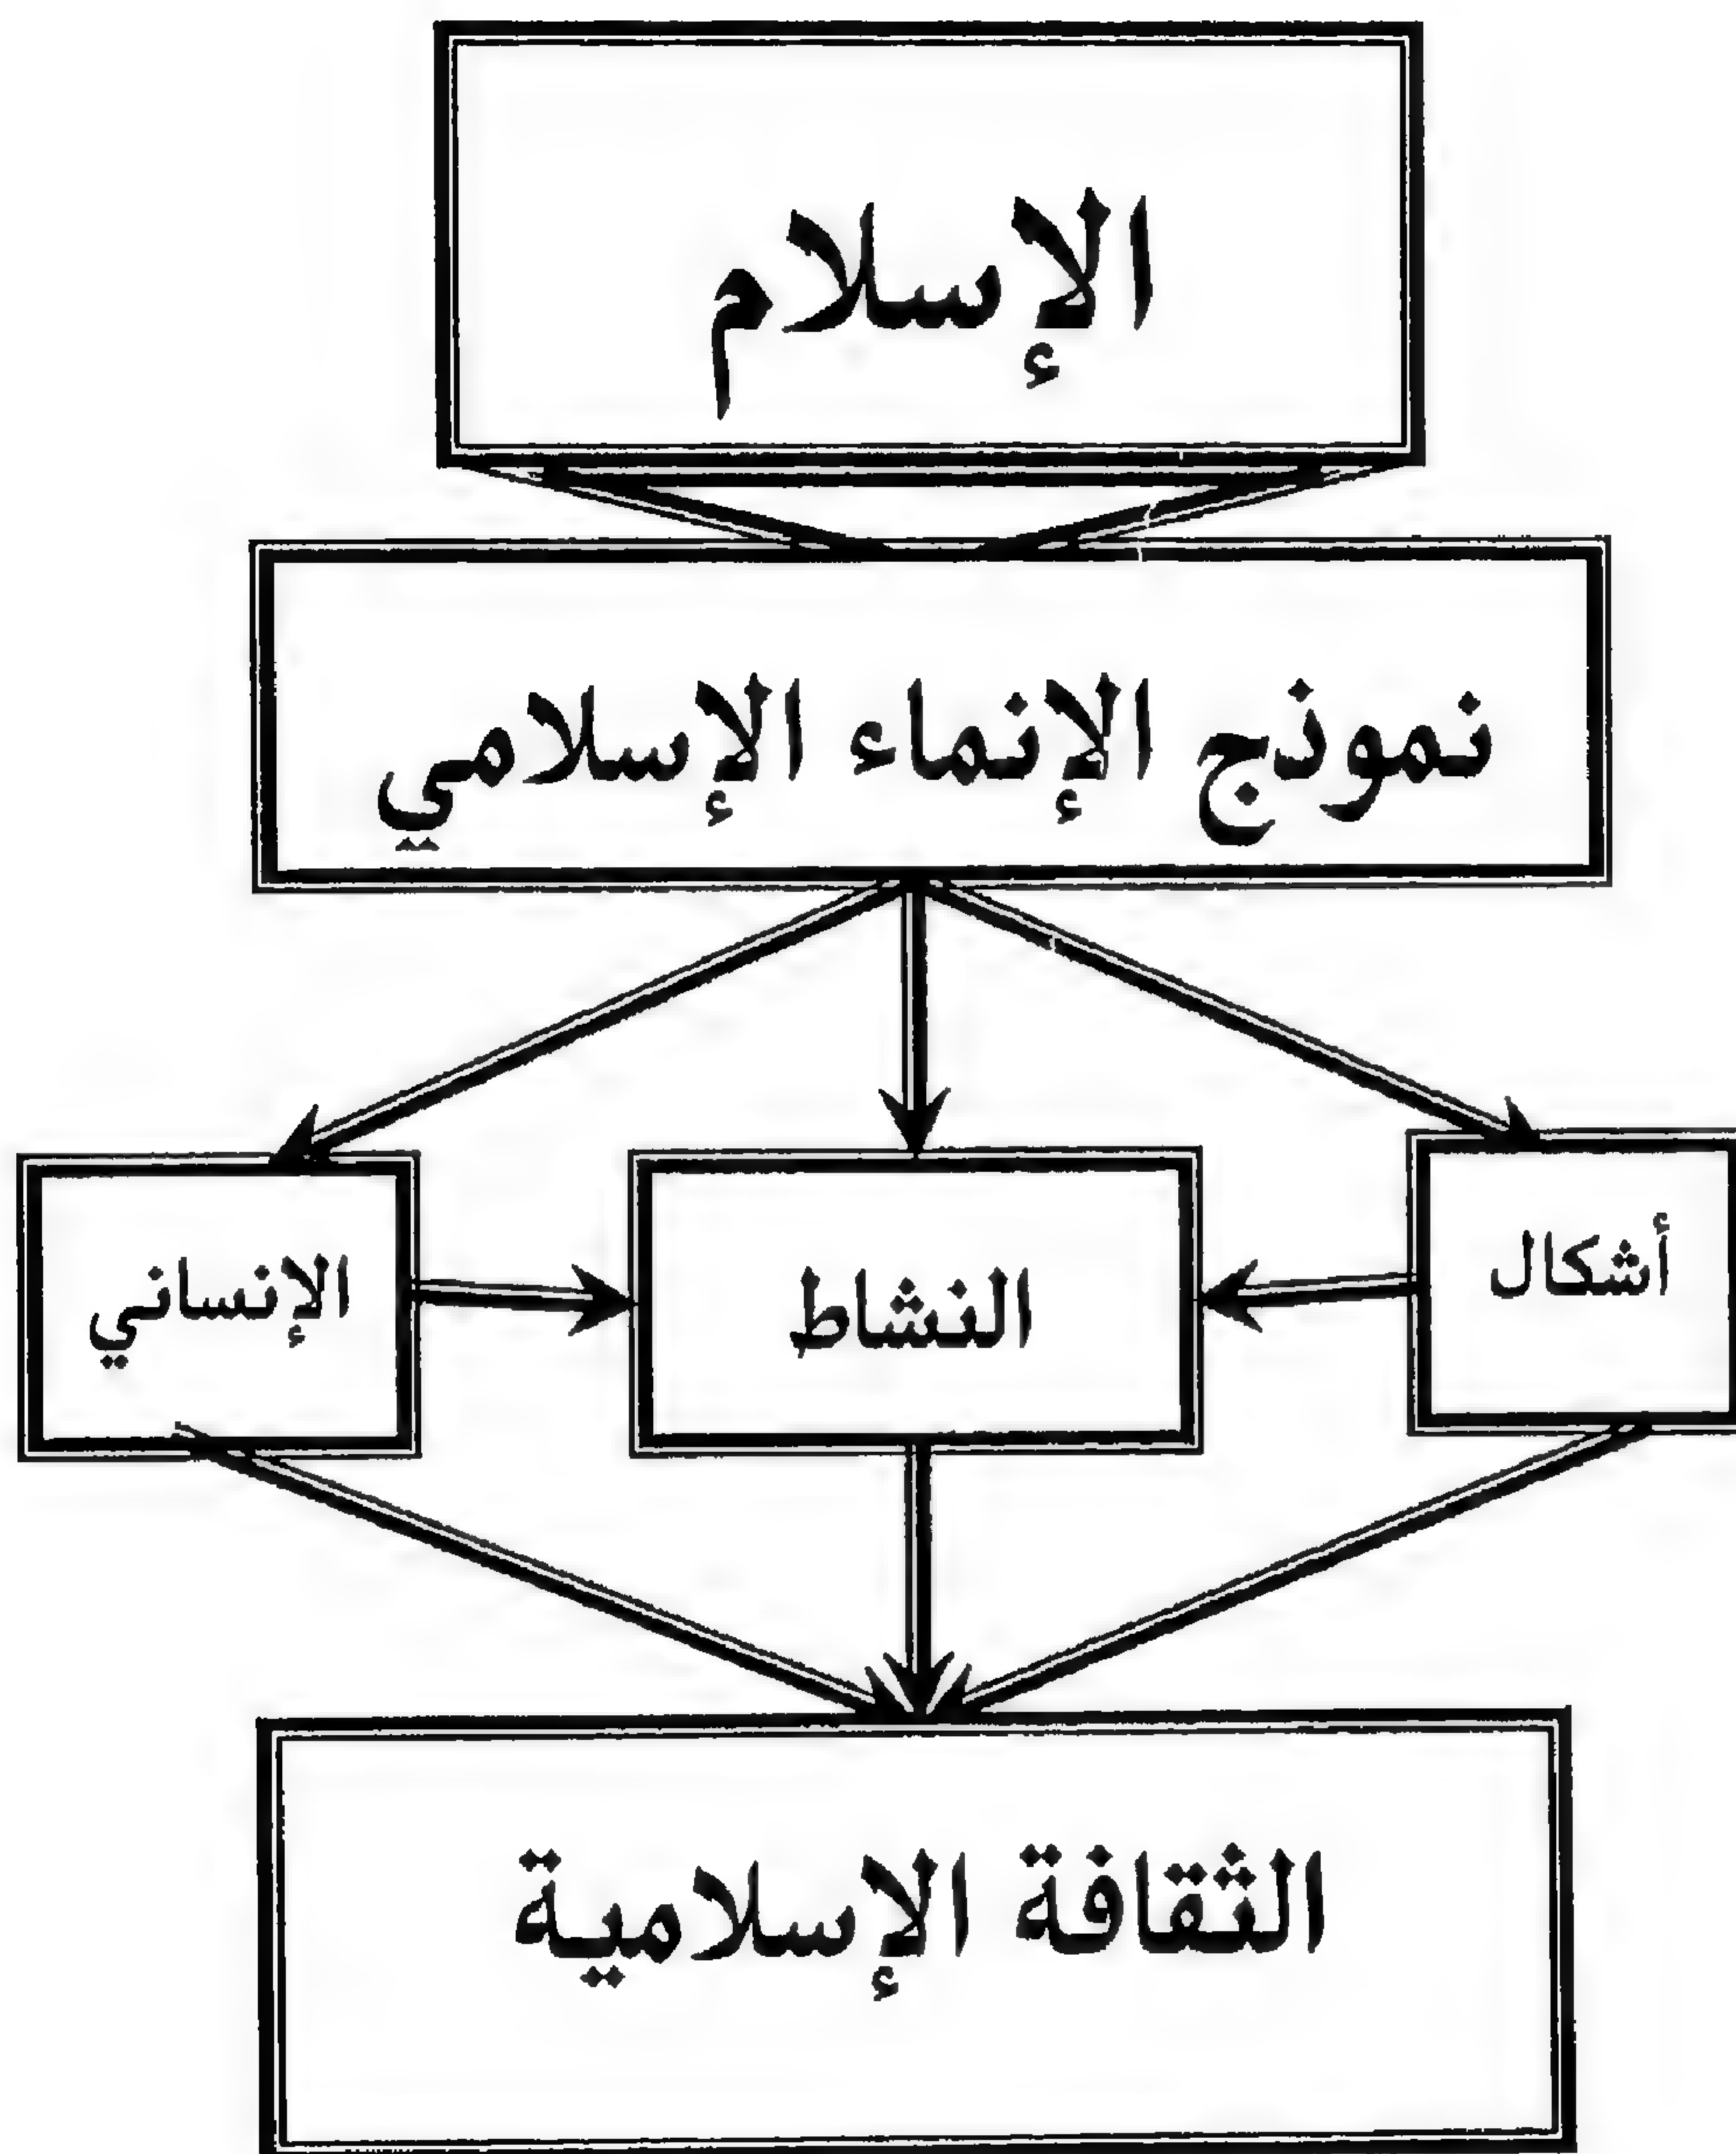 الإسلام
نموذج الإنماء الإسلامي
أشكال
النشاط
الإنساني
الثقافة الإسلامية